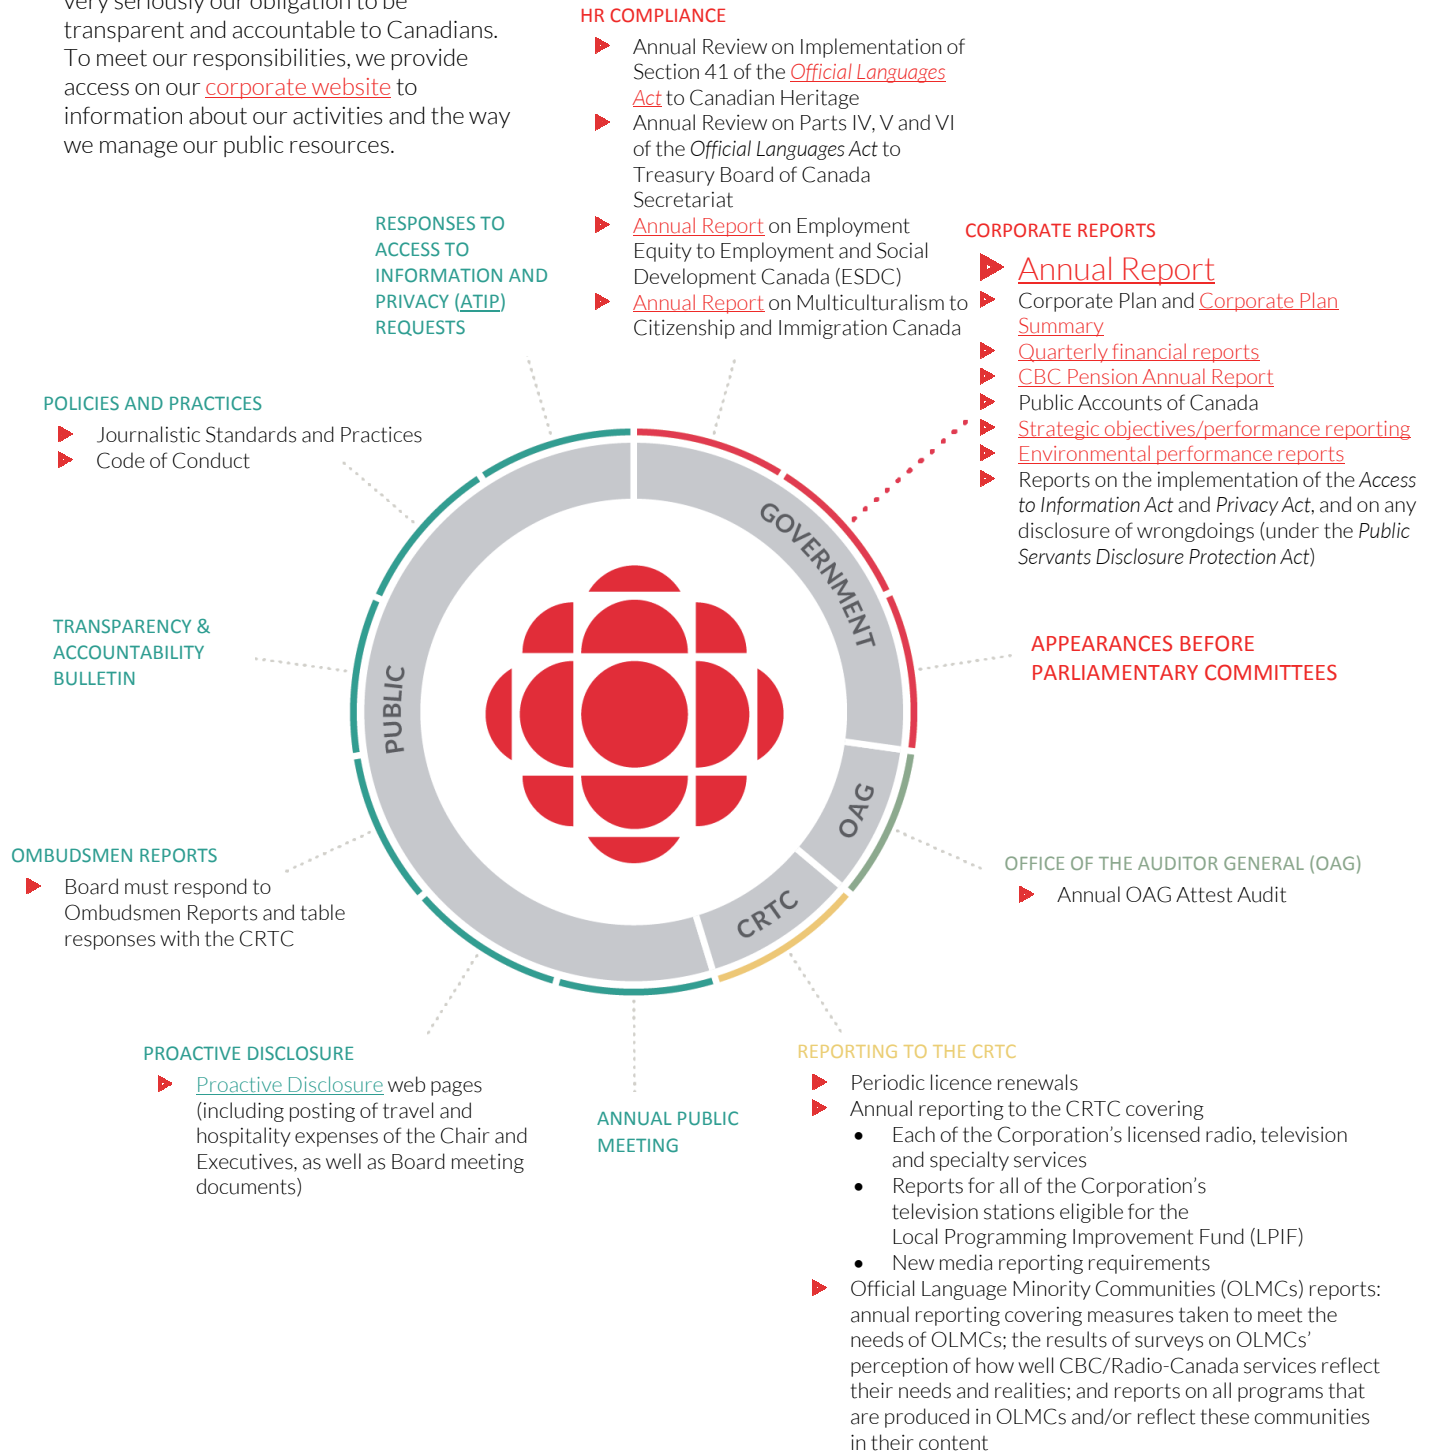 very seriously our obligation to be
transparent and accountable to Canadians.
To meet our responsibilities, we provide
access on our corporate website to
information about our activities and the way
we manage our public resources.
HR COMPLIANCE
Annual Review on Implementation of
Section 41 of the Official Languages
Act to Canadian Heritage
Annual Review on Parts IV, V and VI
of the Official Languages Act to
Treasury Board of Canada
Secretariat
Annual Report on Employment
Equity to Employment and Social
Development Canada (ESDC)
Annual Report on Multiculturalism to
Citizenship and Immigration Canada
RESPONSES TO
ACCESS TO
INFORMATION AND
PRIVACY (ATIP)
REQUESTS
CORPORATE REPORTS
Annual Report
Corporate Plan and Corporate Plan
Summary
Quarterly financial reports
CBC Pension Annual Report
Public Accounts of Canada
Strategic objectives/performance reporting
Environmental performance reports
Reports on the implementation of the Access
to Information Act and Privacy Act, and on any
disclosure of wrongdoings (under the Public
Servants Disclosure Protection Act)
POLICIES AND PRACTICES
Journalistic Standards and Practices
Code of Conduct
GOVERNMENT
TRANSPARENCY &
ACCOUNTABILITY
BULLETIN
PUBLIC
APPEARANCES BEFORE
PARLIAMENTARY COMMITTEES
OAG
OMBUDSMEN REPORTS
Board must respond to
Ombudsmen Reports and table
responses with the CRTC
OFFICE OF THE AUDITOR GENERAL (OAG)
Annual OAG Attest Audit
CRTC
PROACTIVE DISCLOSURE
Proactive Disclosure web pages
(including posting of travel and
hospitality expenses of the Chair and
Executives, as well as Board meeting
documents)
ANNUAL PUBLIC
MEETING
REPORTING TO THE CRTC
Periodic licence renewals
Annual reporting to the CRTC covering
• Each of the Corporation's licensed radio, television
and specialty services
• Reports for all of the Corporation's
television stations eligible for the
Local Programming Improvement Fund (LPIF)
• New media reporting requirements
Official Language Minority Communities (OLMCs) reports:
annual reporting covering measures taken to meet the
needs of OLMCs; the results of surveys on OLMCs'
perception of how well CBC/Radio-Canada services reflect
their needs and realities; and reports on all programs that
are produced in OLMCs and/or reflect these communities
in their content